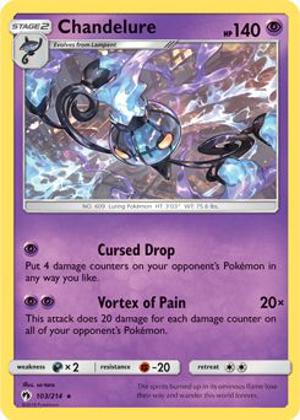 STAGE 2
Chandelure
HP 140
Evolves from Lampent
NO. 609 Luring Pokémon HT: 3'03" WT: 75.6 lbs.
Cursed Drop
Put 4 damage counters on your opponent's Pokémon in
any way you like.
Vortex of Pain 20×
This attack does 20 damage for each damage counter on
all of your opponent's Pokémon.
weakness ×2 resistance -20 retreat
103/214 ★
The spirits burned up in its ominous flame lose their
way and wander this world forever.